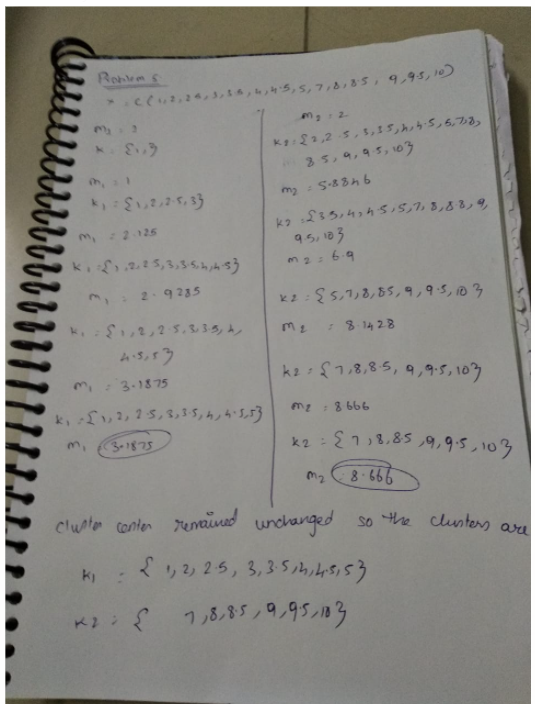 Problem 5
x = C(1,2,2.5,3,3.5,4,4.5,5,7,8,8.5, 9,9.5,10)
m1 = 1
K = {1,}
m1 = 1
K1 = {1,2,2.5,3}
m1 = 2.125
K1 = {1,2,2.5,3,3.5,4,4.5}
m1 = 2.9285
K1 = {1,2,2.5,3,3.5,4,
4.5,5}
m1 = 3.1875
K1 = {1,2,2.5,3,3.5,4,4.5,5}
m1 = 3.1875
m2 = 2
K2 = {2,2.5,3,3.5,4,4.5,5,7,8,
8.5,9,9.5,10}
m2 = 5.8846
K2 = {3.5,4,4.5,5,7,8,8.8,9,
9.5,10}
m2 = 6.9
K2 = {5,7,8,8.5,9,9.5,10}
m2 = 8.1428
K2 = {7,8,8.5, 9,9.5,10}
m2 = 8.666
K2 = {7,8,8.5,9,9.5,10}
m2 = 8.666
cluster center remained unchanged so the clusters are
K1 = {1,2,2.5,3,3.5,4,4.5,5}
K2 = {7,8,8.5,9,9.5,10}